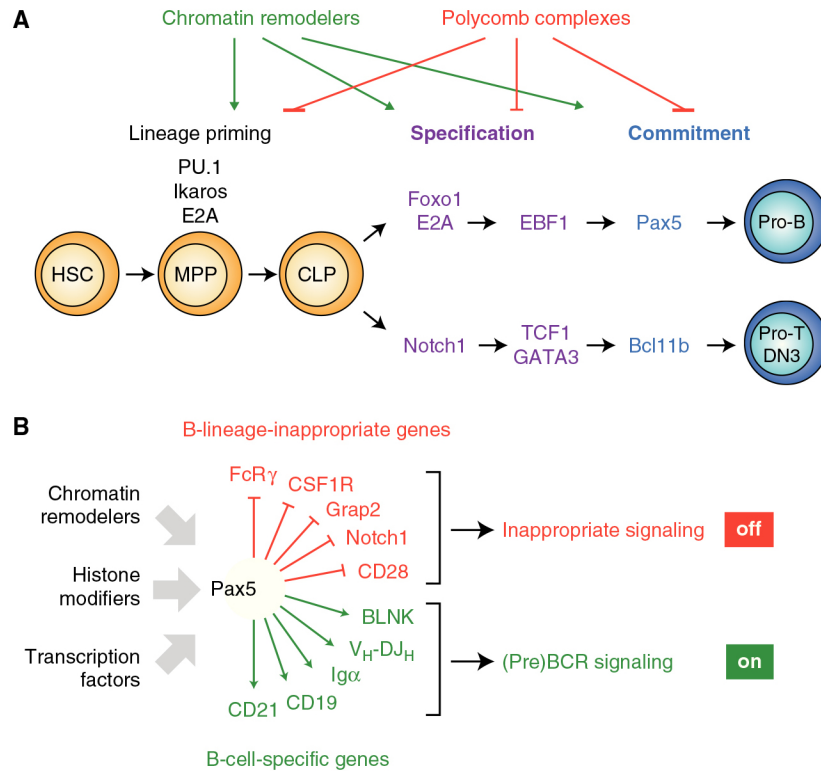 A
Chromatin remodelers
Polycomb complexes
Lineage priming
Specification
Commitment
PU.1
Ikaros
E2A
HSC
MPP
CLP
Foxo1
E2A
EBF1
Pax5
Pro-B
Notch1
TCF1
GATA3
Bcl11b
Pro-T
DN3
B
B-lineage-inappropriate genes
Chromatin
remodelers
Histone
modifiers
Transcription
factors
Pax5
FcRγ
CSF1R
Grap2
Notch1
CD28
BLNK
V_H-DJ_H
Igα
CD19
CD21
Inappropriate signaling
off
(Pre)BCR signaling
on
B-cell-specific genes